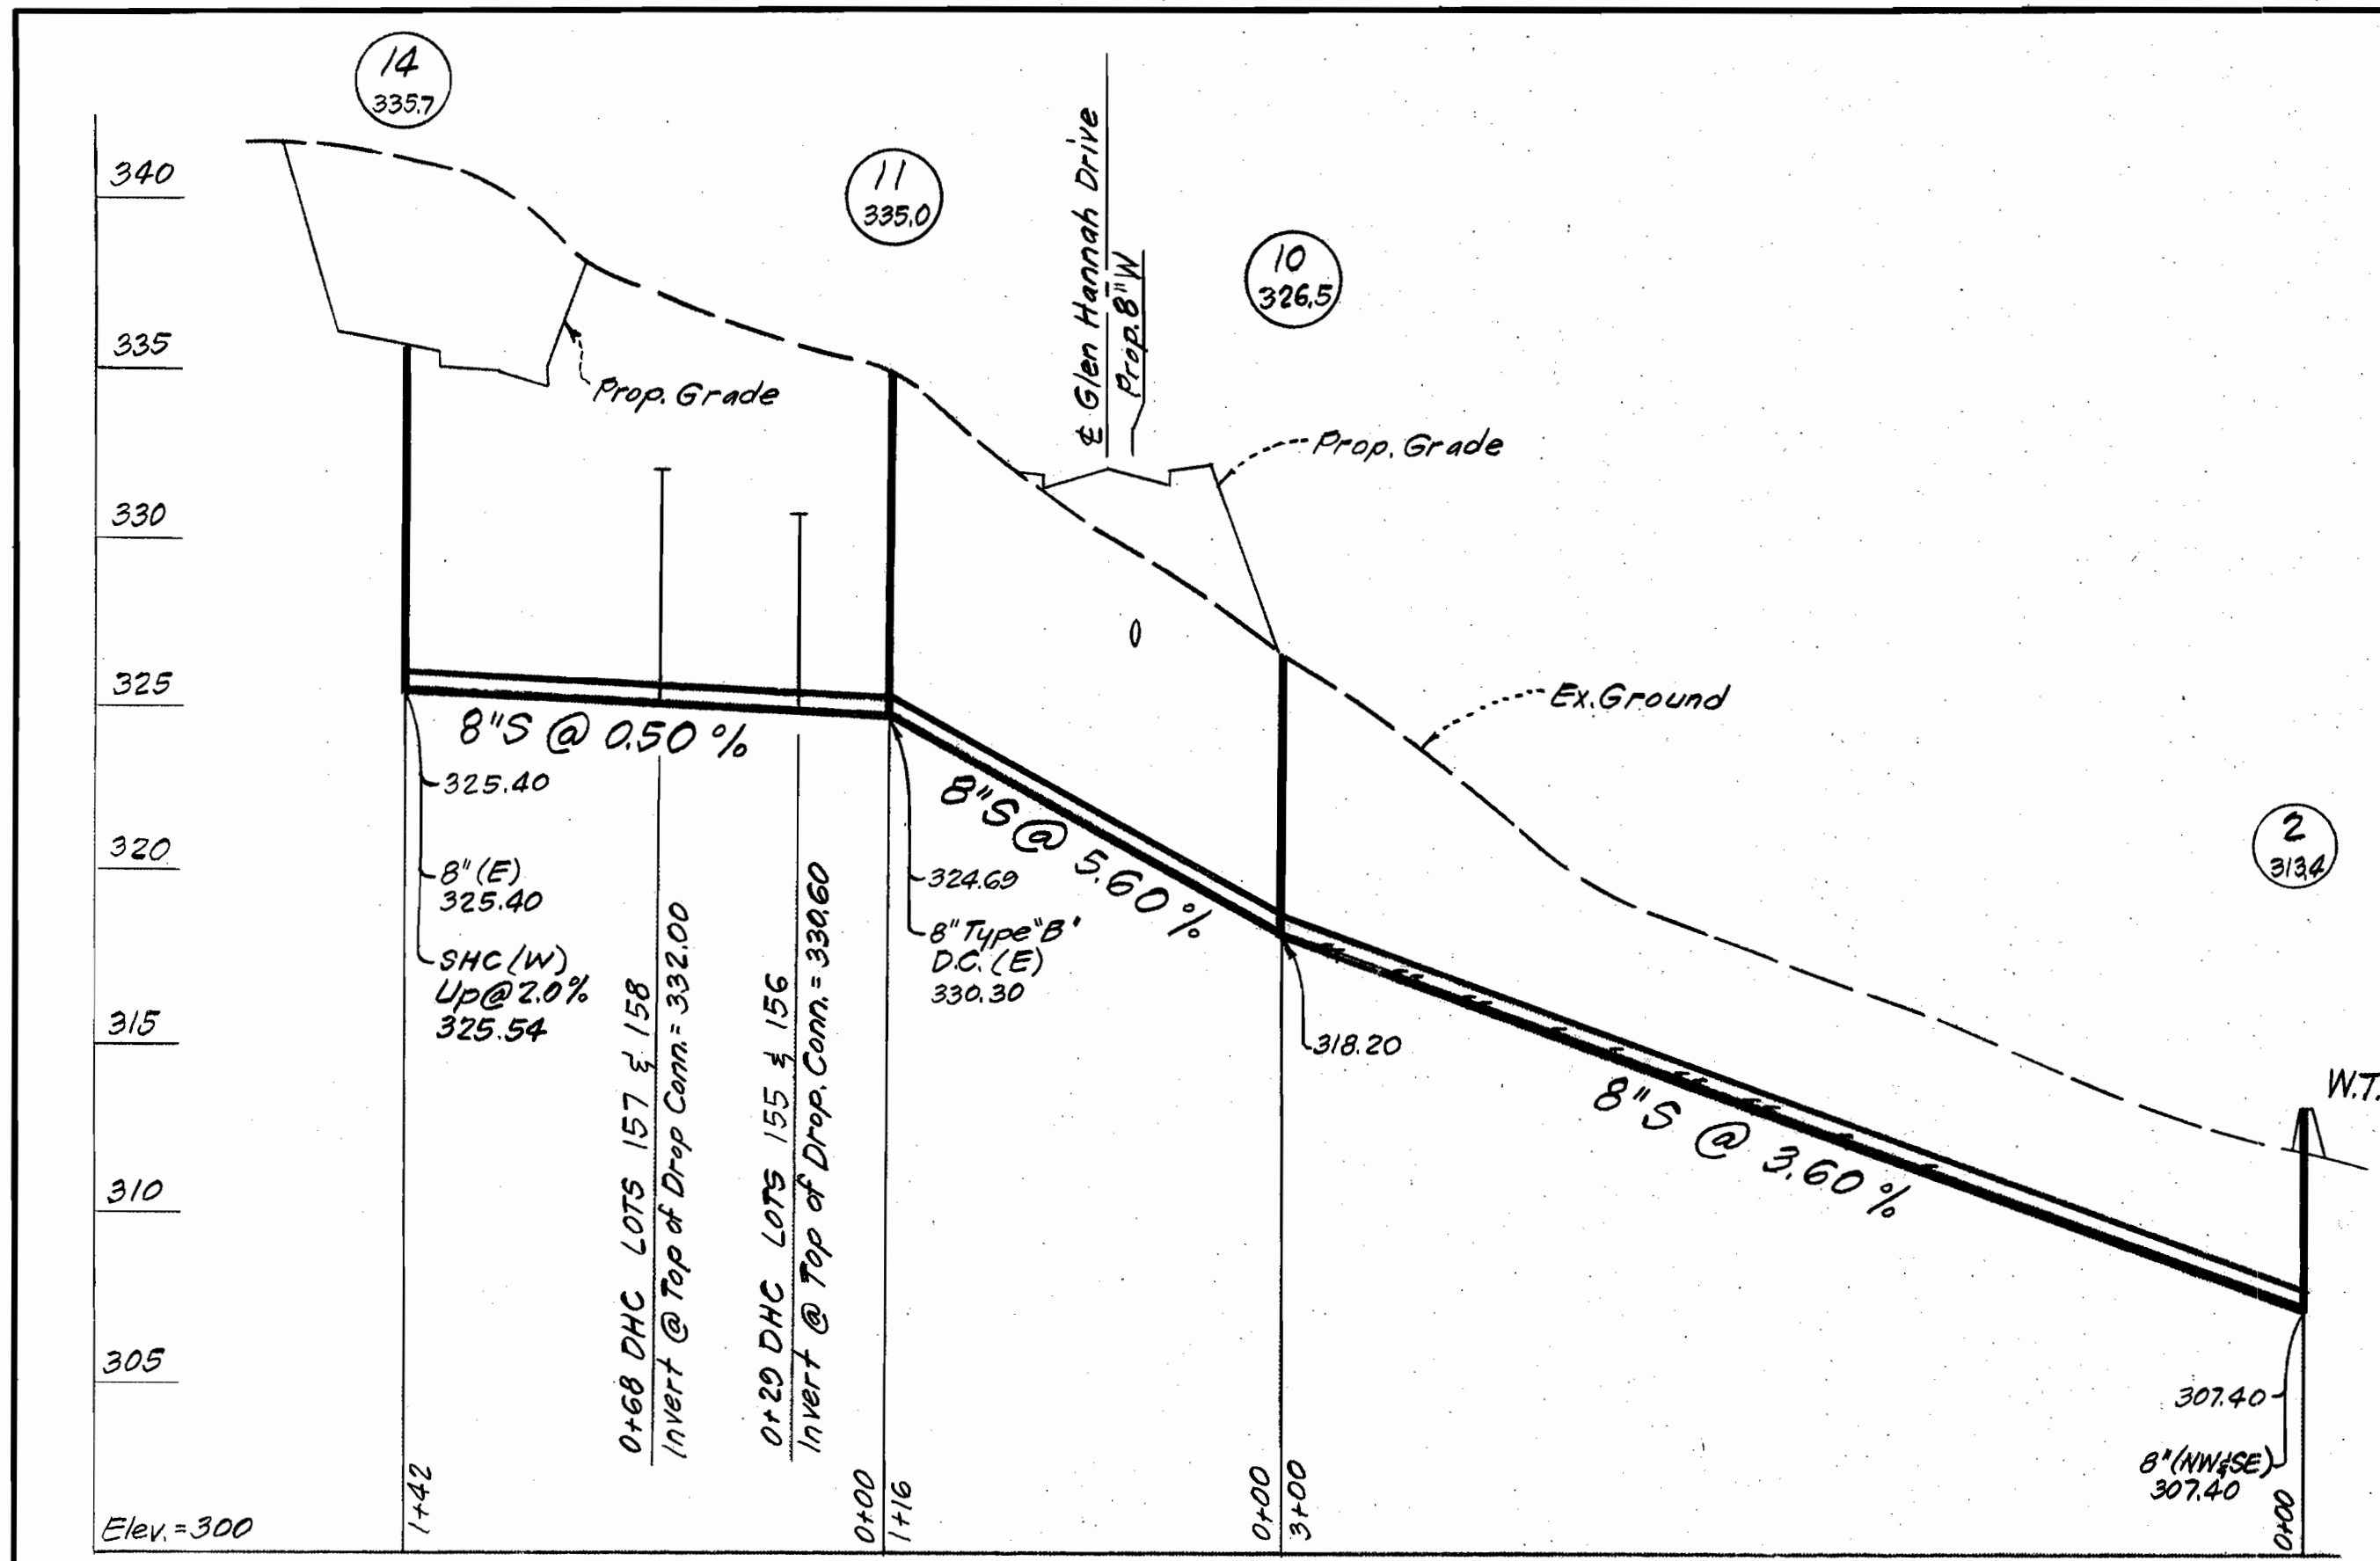 14
335.7
11
335.0
10
326.5
2
313.4
340
335
330
325
320
315
310
305
Elev. = 300
Prop. Grade
℄ Glen Hannah Drive
Prop. 8" W
Prop. Grade
Ex. Ground
W.T.
8"S @ 0.50 %
8"S @ 5.60 %
8"S @ 3.60 %
325.40
8" (E)
325.40
SHC (W)
Up @ 2.0%
325.54
0+68 DHC LOTS 157 & 158
Invert @ Top of Drop Conn. = 332.00
0+29 DHC LOTS 155 & 156
Invert @ Top of Drop. Conn. = 330.60
324.69
8" Type "B"
D.C. (E)
330.30
318.20
307.40
8" (NW&SE)
307.40
1+42
0+00
1+16
0+00
3+00
0+00